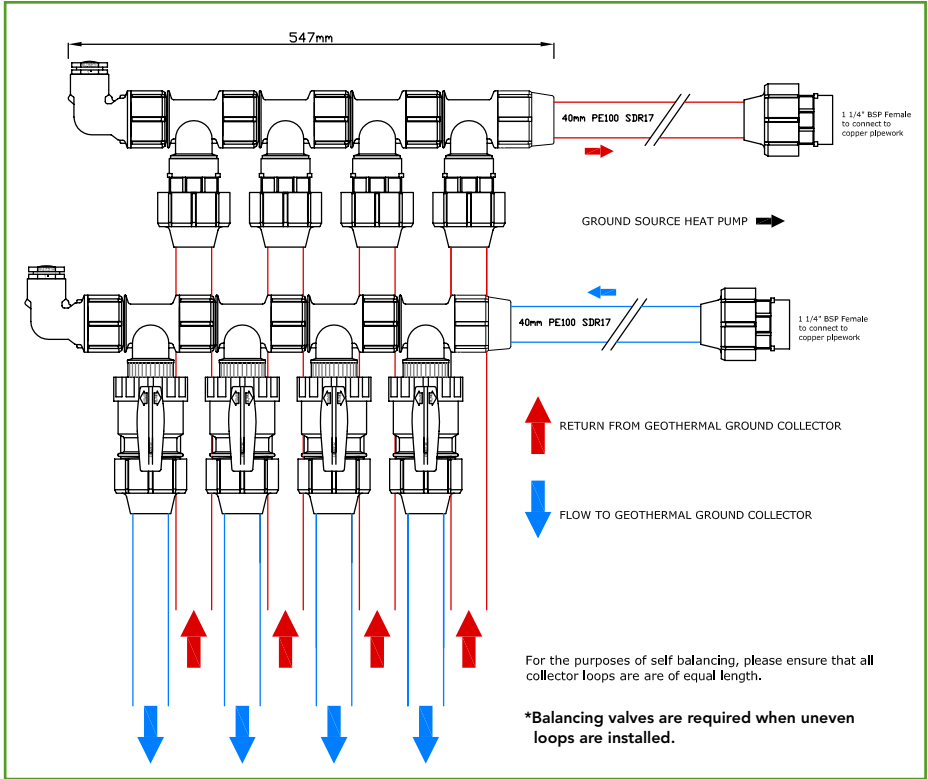 547mm
40mm PE100 SDR17
1 1/4" BSP Female
to connect to
copper pipework
GROUND SOURCE HEAT PUMP
40mm PE100 SDR17
1 1/4" BSP Female
to connect to
copper pipework
RETURN FROM GEOTHERMAL GROUND COLLECTOR
FLOW TO GEOTHERMAL GROUND COLLECTOR
For the purposes of self balancing, please ensure that all
collector loops are are of equal length.
*Balancing valves are required when uneven
loops are installed.